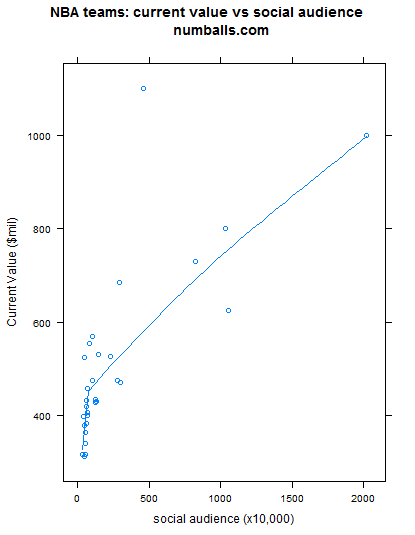 NBA teams: current value vs social audience
numballs.com
1000
800
600
400
Current Value ($mil)
0
500
1000
1500
2000
social audience (x10,000)